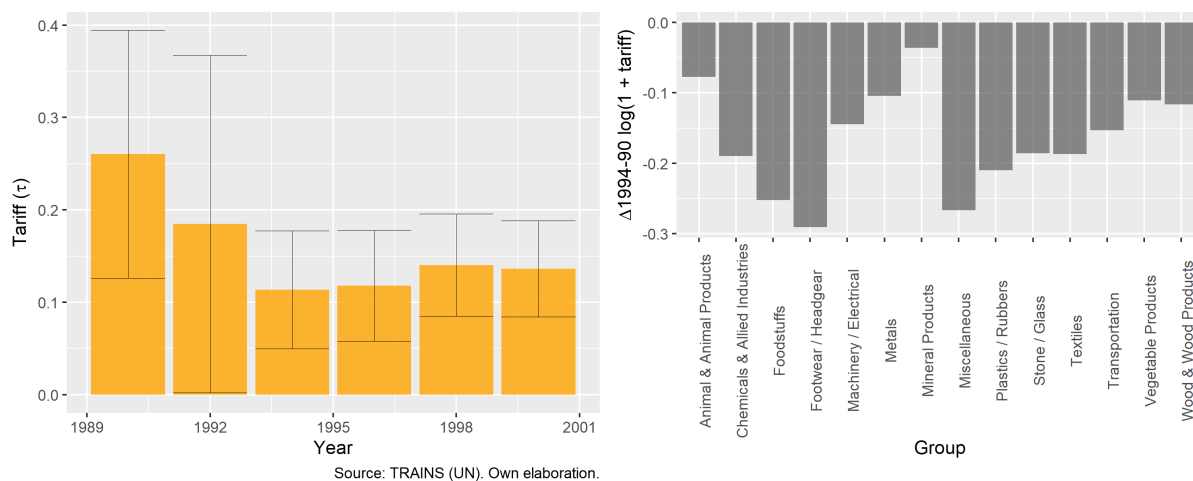 0.4
0.3
0.2
0.1
0.0
Tariff (τ)
1989
1992
1995
1998
2001
Year
Source: TRAINS (UN). Own elaboration.
0.0
-0.1
-0.2
-0.3
Δ1994-90 log(1 + tariff)
Animal & Animal Products
Chemicals & Allied Industries
Foodstuffs
Footwear / Headgear
Machinery / Electrical
Metals
Mineral Products
Miscellaneous
Plastics / Rubbers
Stone / Glass
Textiles
Transportation
Vegetable Products
Wood & Wood Products
Group